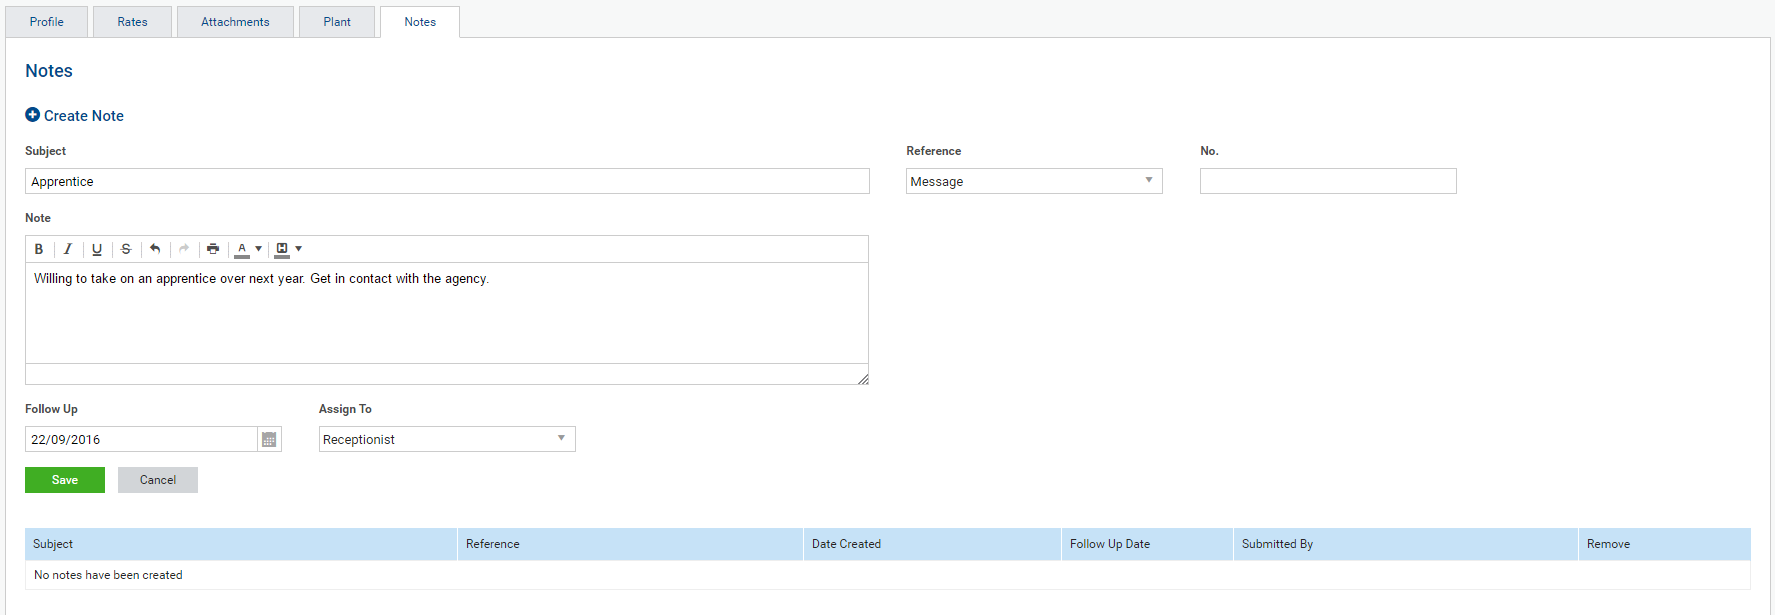 Profile Rates Attachments Plant Notes
Notes
Create Note
Subject Reference No.
Apprentice Message
Note
B I U S A H
Willing to take on an apprentice over next year. Get in contact with the agency.
Follow Up Assign To
22/09/2016 Receptionist
Save Cancel
Subject Reference Date Created Follow Up Date Submitted By Remove
No notes have been created